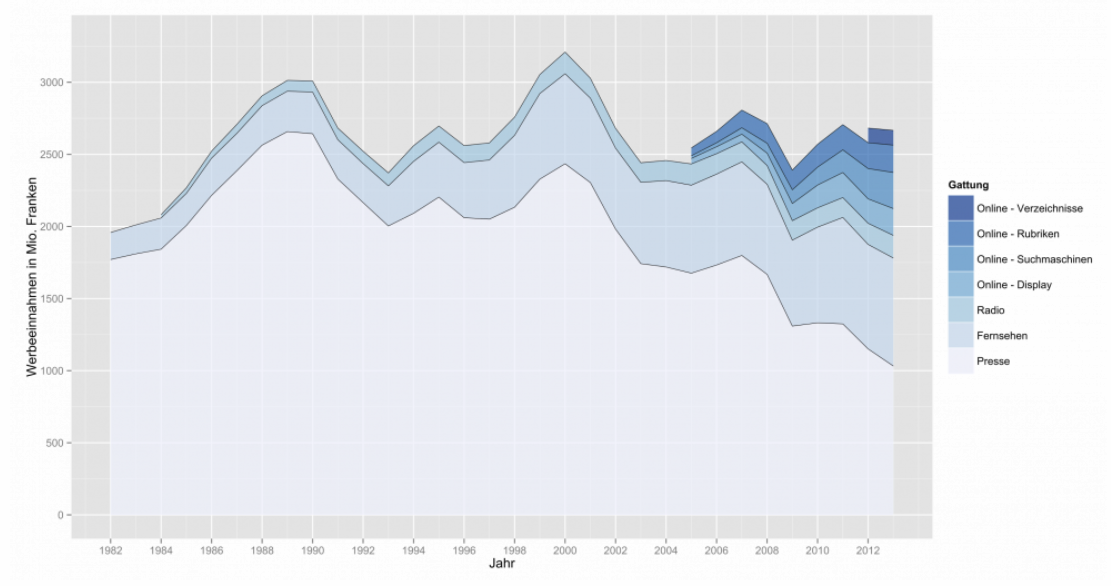 Werbeeinnahmen in Mio. Franken
3000
2500
2000
1500
1000
500
0
1982 1984 1986 1988 1990 1992 1994 1996 1998 2000 2002 2004 2006 2008 2010 2012
Jahr
Gattung
Online - Verzeichnisse
Online - Rubriken
Online - Suchmaschinen
Online - Display
Radio
Fernsehen
Presse